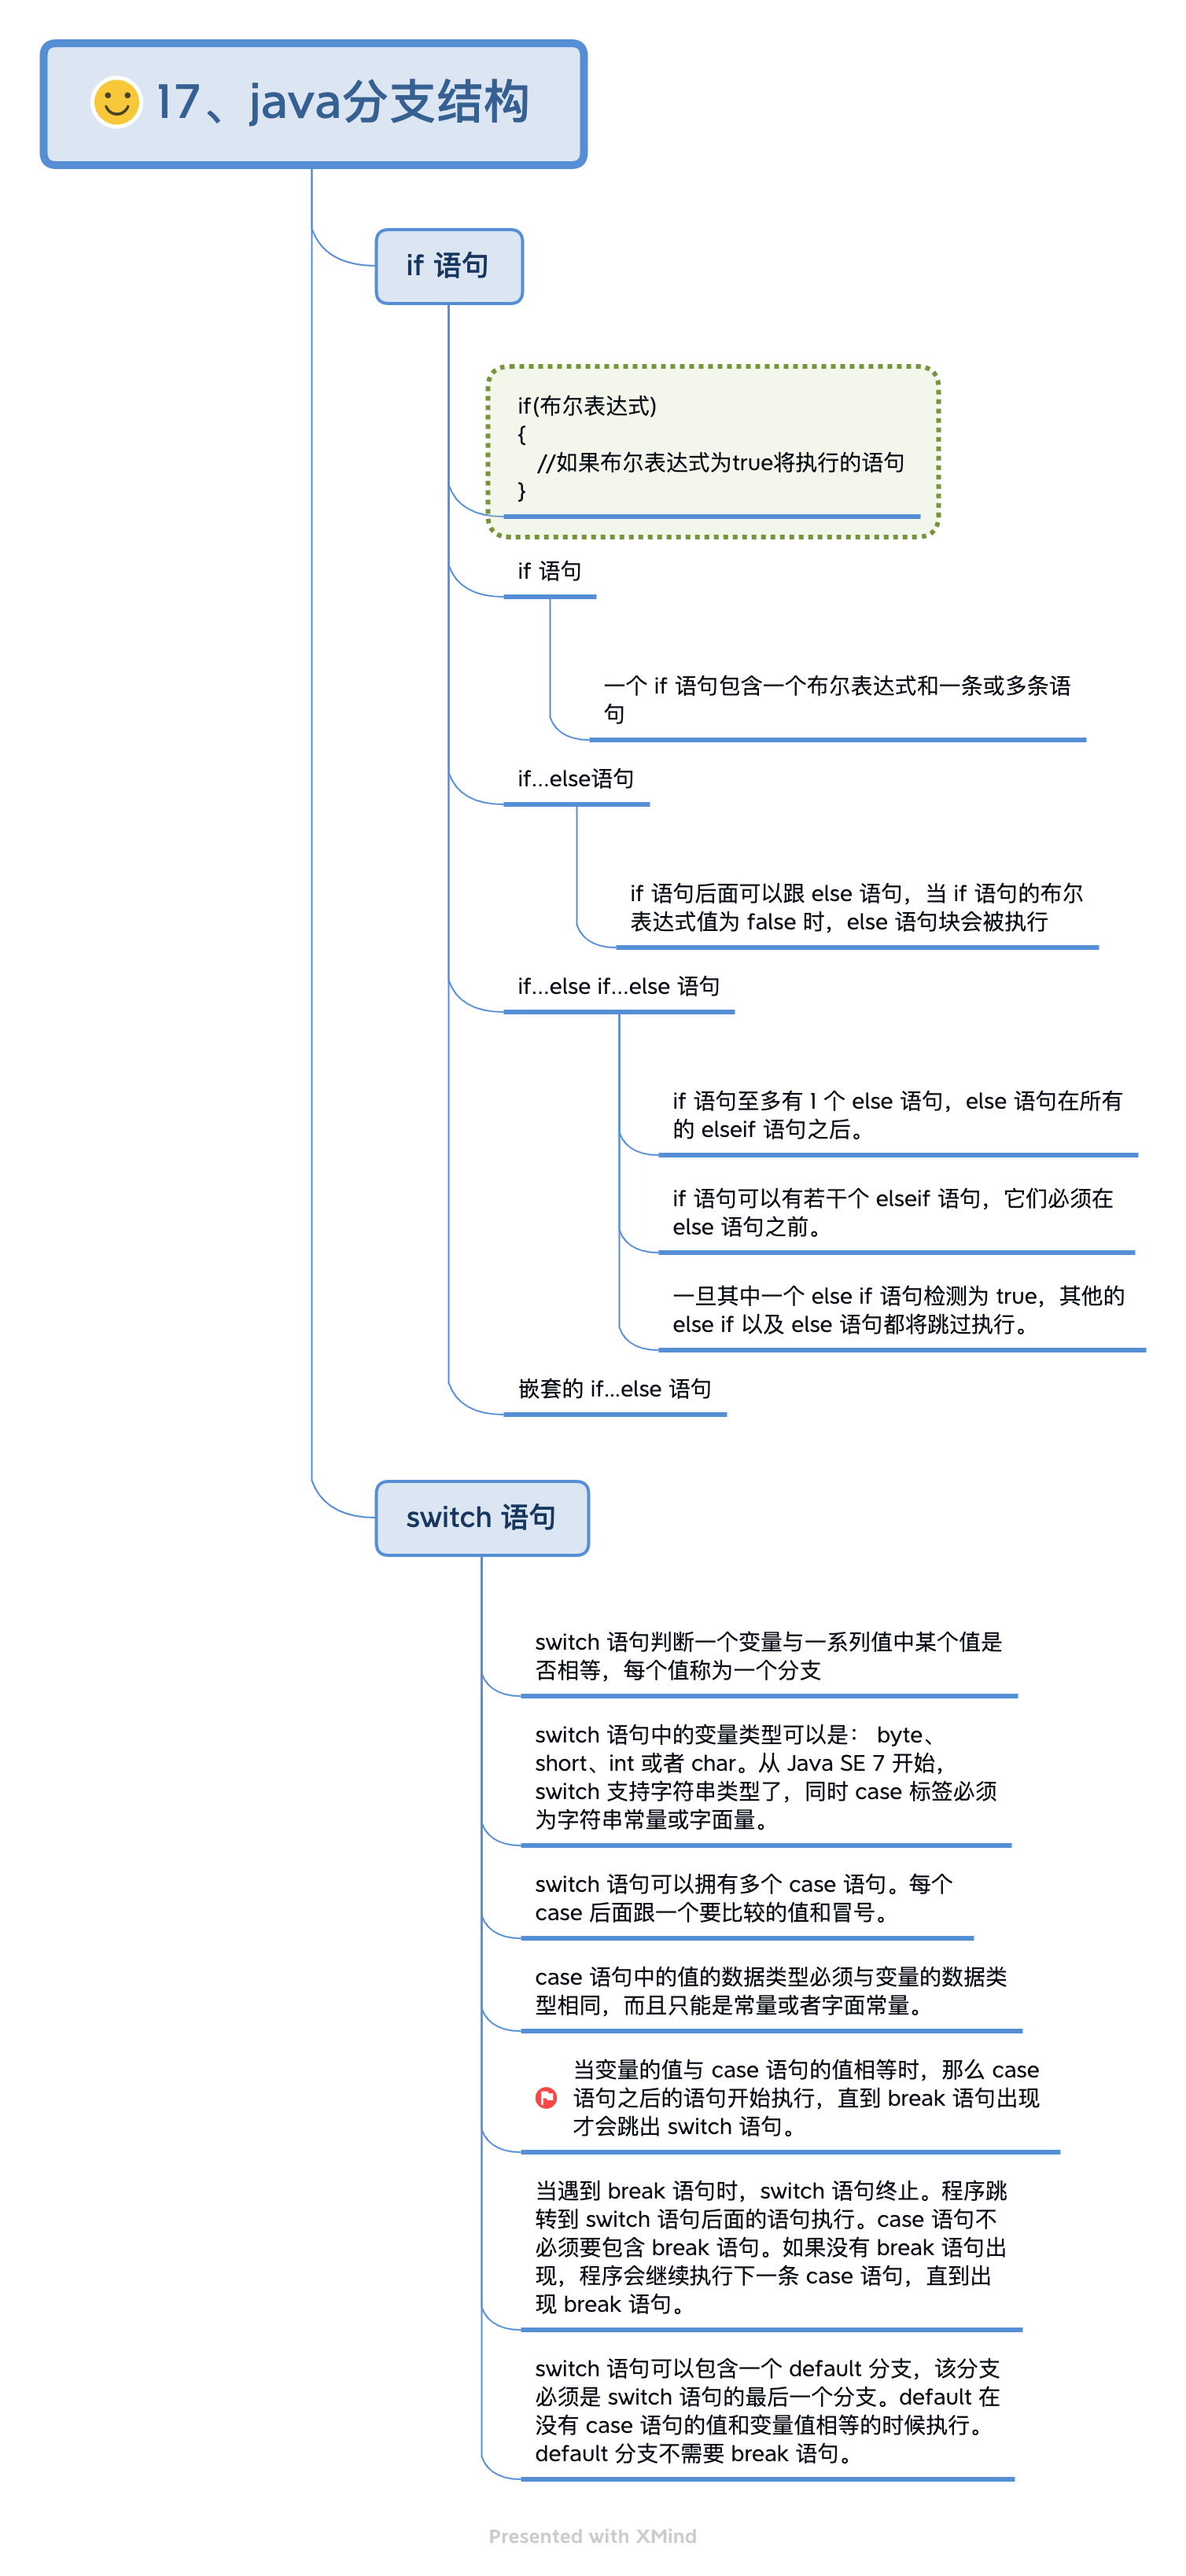 17、java分支结构
if 语句
if(布尔表达式)
{
//如果布尔表达式为true将执行的语句
}
if 语句
一个 if 语句包含一个布尔表达式和一条或多条语
句
if...else语句
if 语句后面可以跟 else 语句，当 if 语句的布尔
表达式值为 false 时，else 语句块会被执行
if...else if...else 语句
if 语句至多有 1 个 else 语句，else 语句在所有
的 elseif 语句之后。
if 语句可以有若干个 elseif 语句，它们必须在
else 语句之前。
一旦其中一个 else if 语句检测为 true，其他的
else if 以及 else 语句都将跳过执行。
嵌套的 if...else 语句
switch 语句
switch 语句判断一个变量与一系列值中某个值是
否相等，每个值称为一个分支
switch 语句中的变量类型可以是： byte、
short、int 或者 char。从 Java SE 7 开始，
switch 支持字符串类型了，同时 case 标签必须
为字符串常量或字面量。
switch 语句可以拥有多个 case 语句。每个
case 后面跟一个要比较的值和冒号。
case 语句中的值的数据类型必须与变量的数据类
型相同，而且只能是常量或者字面常量。
当变量的值与 case 语句的值相等时，那么 case
语句之后的语句开始执行，直到 break 语句出现
才会跳出 switch 语句。
当遇到 break 语句时，switch 语句终止。程序跳
转到 switch 语句后面的语句执行。case 语句不
必须要包含 break 语句。如果没有 break 语句出
现，程序会继续执行下一条 case 语句，直到出
现 break 语句。
switch 语句可以包含一个 default 分支，该分支
必须是 switch 语句的最后一个分支。default 在
没有 case 语句的值和变量值相等的时候执行。
default 分支不需要 break 语句。
Presented with XMind